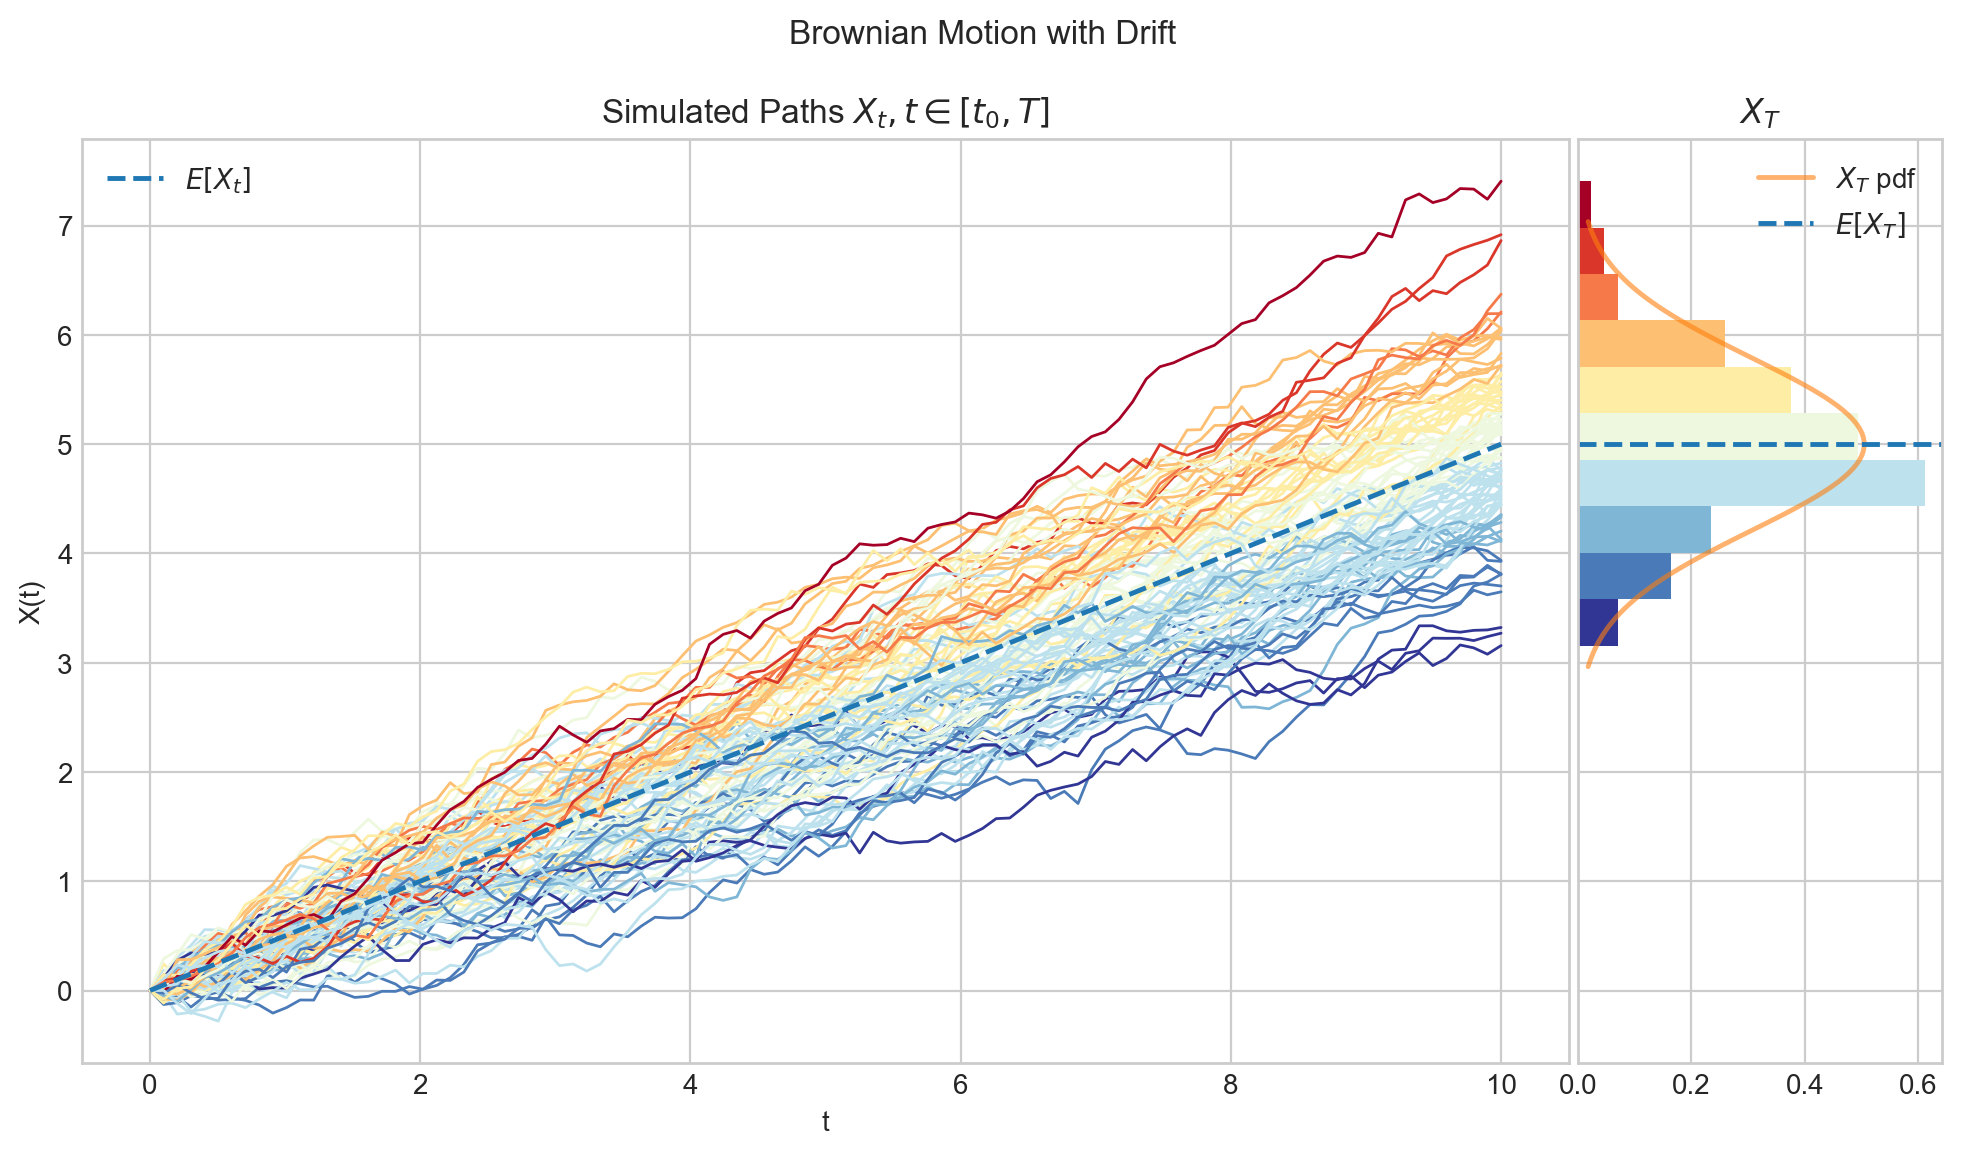 Brownian Motion with Drift
Simulated Paths $X_t, t \in [t_0, T]$
$X_T$
$E[X_t]$
$X_T$ pdf
$E[X_T]$
X(t)
7
6
5
4
3
2
1
0
0 2 4 6 8 10
t
0.0 0.2 0.4 0.6